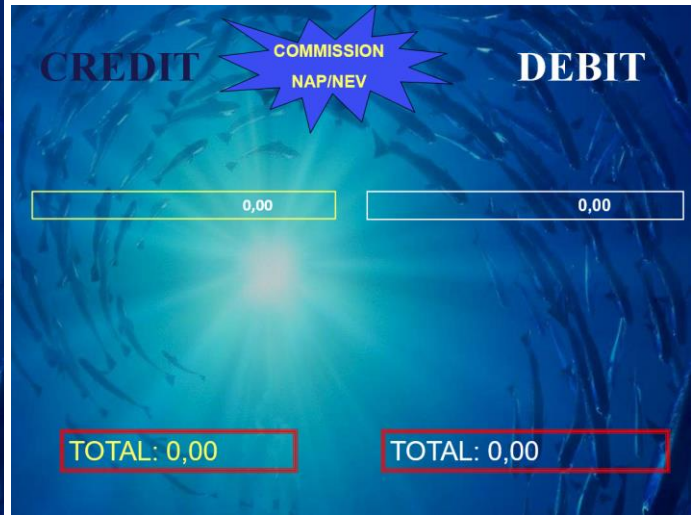 CREDIT
COMMISSION
NAP/NEV
DEBIT
0,00
0,00
TOTAL: 0,00
TOTAL: 0,00